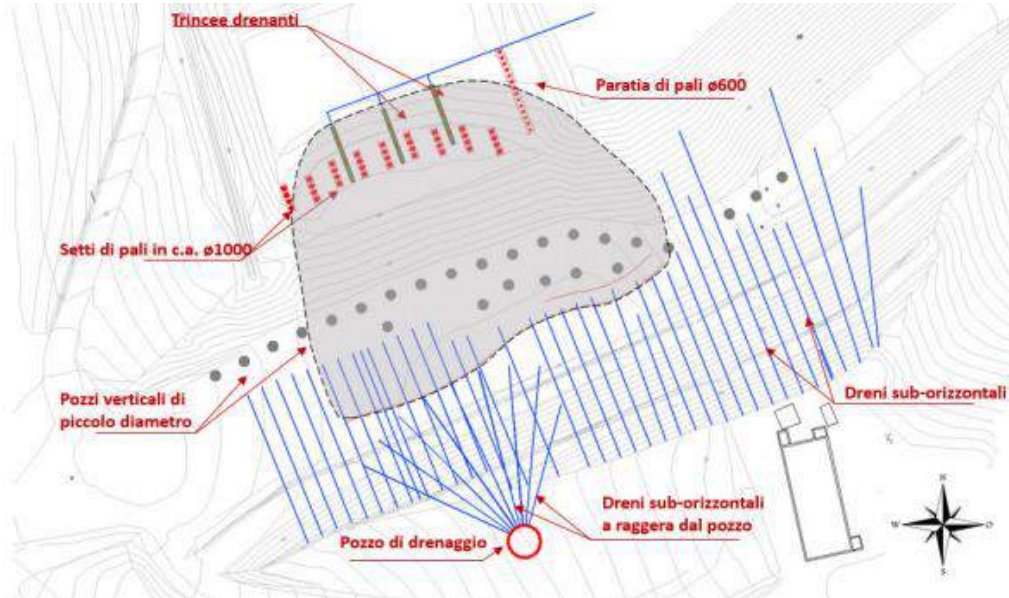 Trincee drenanti
Paratia di pali ø600
Setti di pali in c.a. ø1000
Pozzi verticali di
piccolo diametro
Dreni sub-orizzontali
Dreni sub-orizzontali
a raggera dal pozzo
Pozzo di drenaggio
N
W
O
S